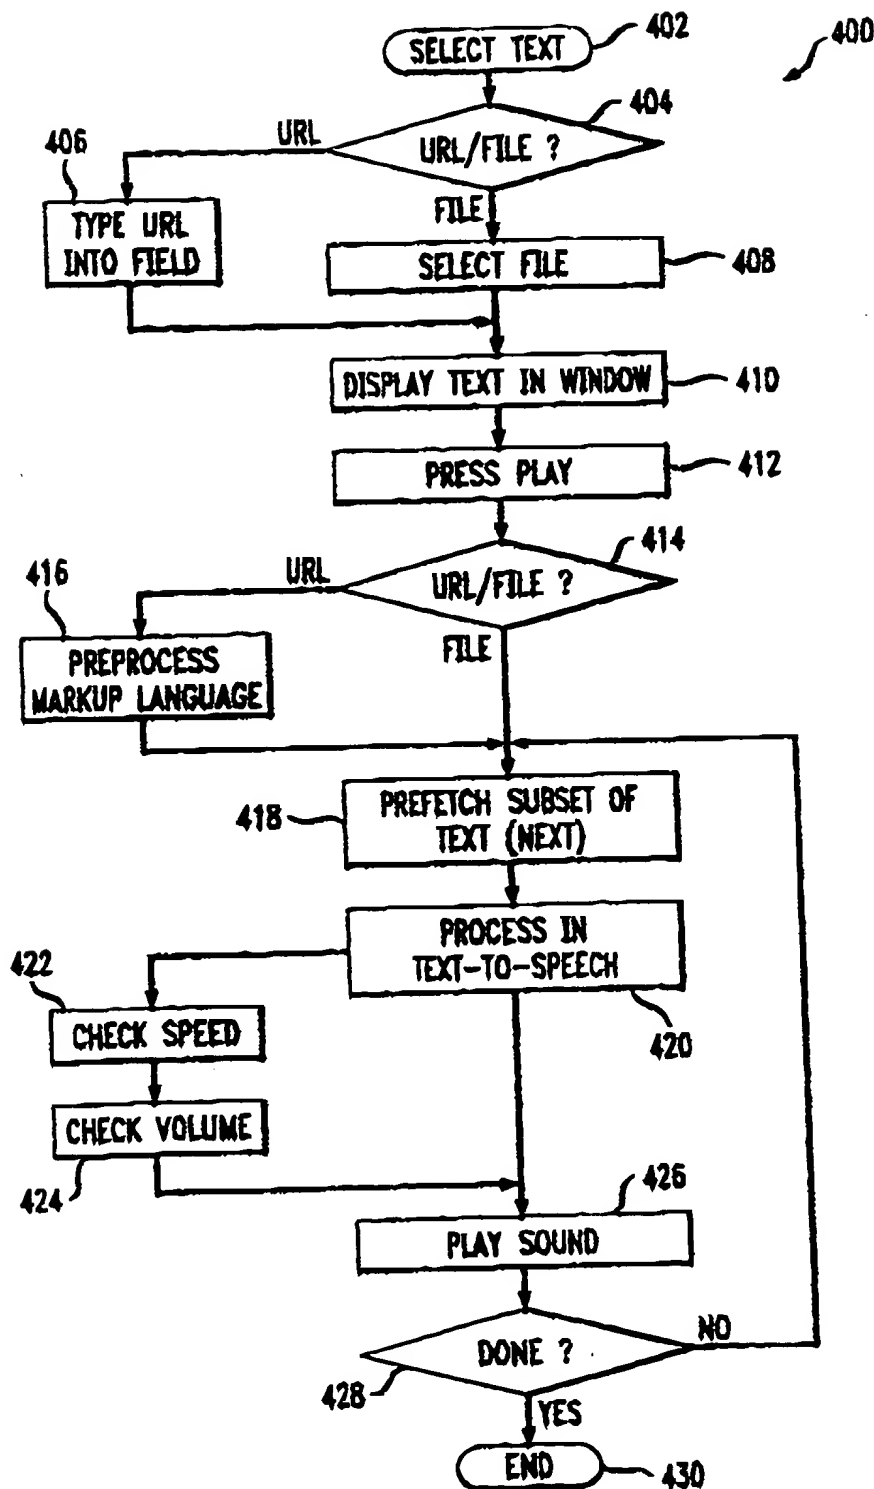 SELECT TEXT
402
400
404
URL/FILE ?
URL
406
TYPE URL
INTO FIELD
FILE
SELECT FILE
408
DISPLAY TEXT IN WINDOW
410
PRESS PLAY
412
414
URL/FILE ?
URL
416
PREPROCESS
MARKUP LANGUAGE
FILE
418
PREFETCH SUBSET OF
TEXT (NEXT)
PROCESS IN
TEXT-TO-SPEECH
420
422
CHECK SPEED
CHECK VOLUME
424
426
PLAY SOUND
DONE ?
NO
428
YES
END
430